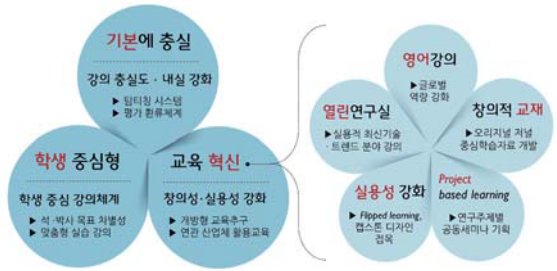 기본에 충실
강의 충실도 · 내실 강화
▶ 팀티칭 시스템
▶ 평가 환류체계
학생 중심형
학생 중심 강의체계
▶ 석·박사 목표 차별성
▶ 맞춤형 실습 강의
교육 혁신
창의성·실용성 강화
▶ 개방형 교육추구
▶ 연관 산업체 활용교육
영어강의
▶글로벌
역량 강화
열린연구실
▶실용적 최신기술
·트렌드 분야 강의
창의적 교재
▶오리지널 저널
중심학습자료 개발
실용성 강화
▶ Flipped learning,
캡스톤 디자인
접목
Project
based learning
▶연구주제별
공동세미나 기획